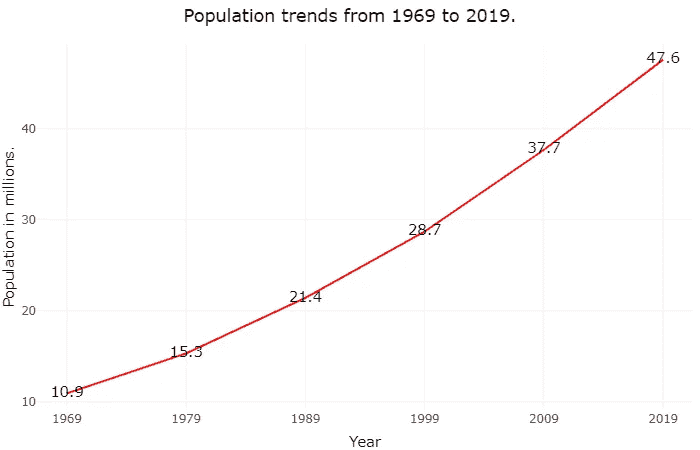 Population trends from 1969 to 2019.
Population in millions.
47.6
40
37.7
30
28.7
21.4
20
15.3
10.9
10
1969 1979 1989 1999 2009 2019
Year